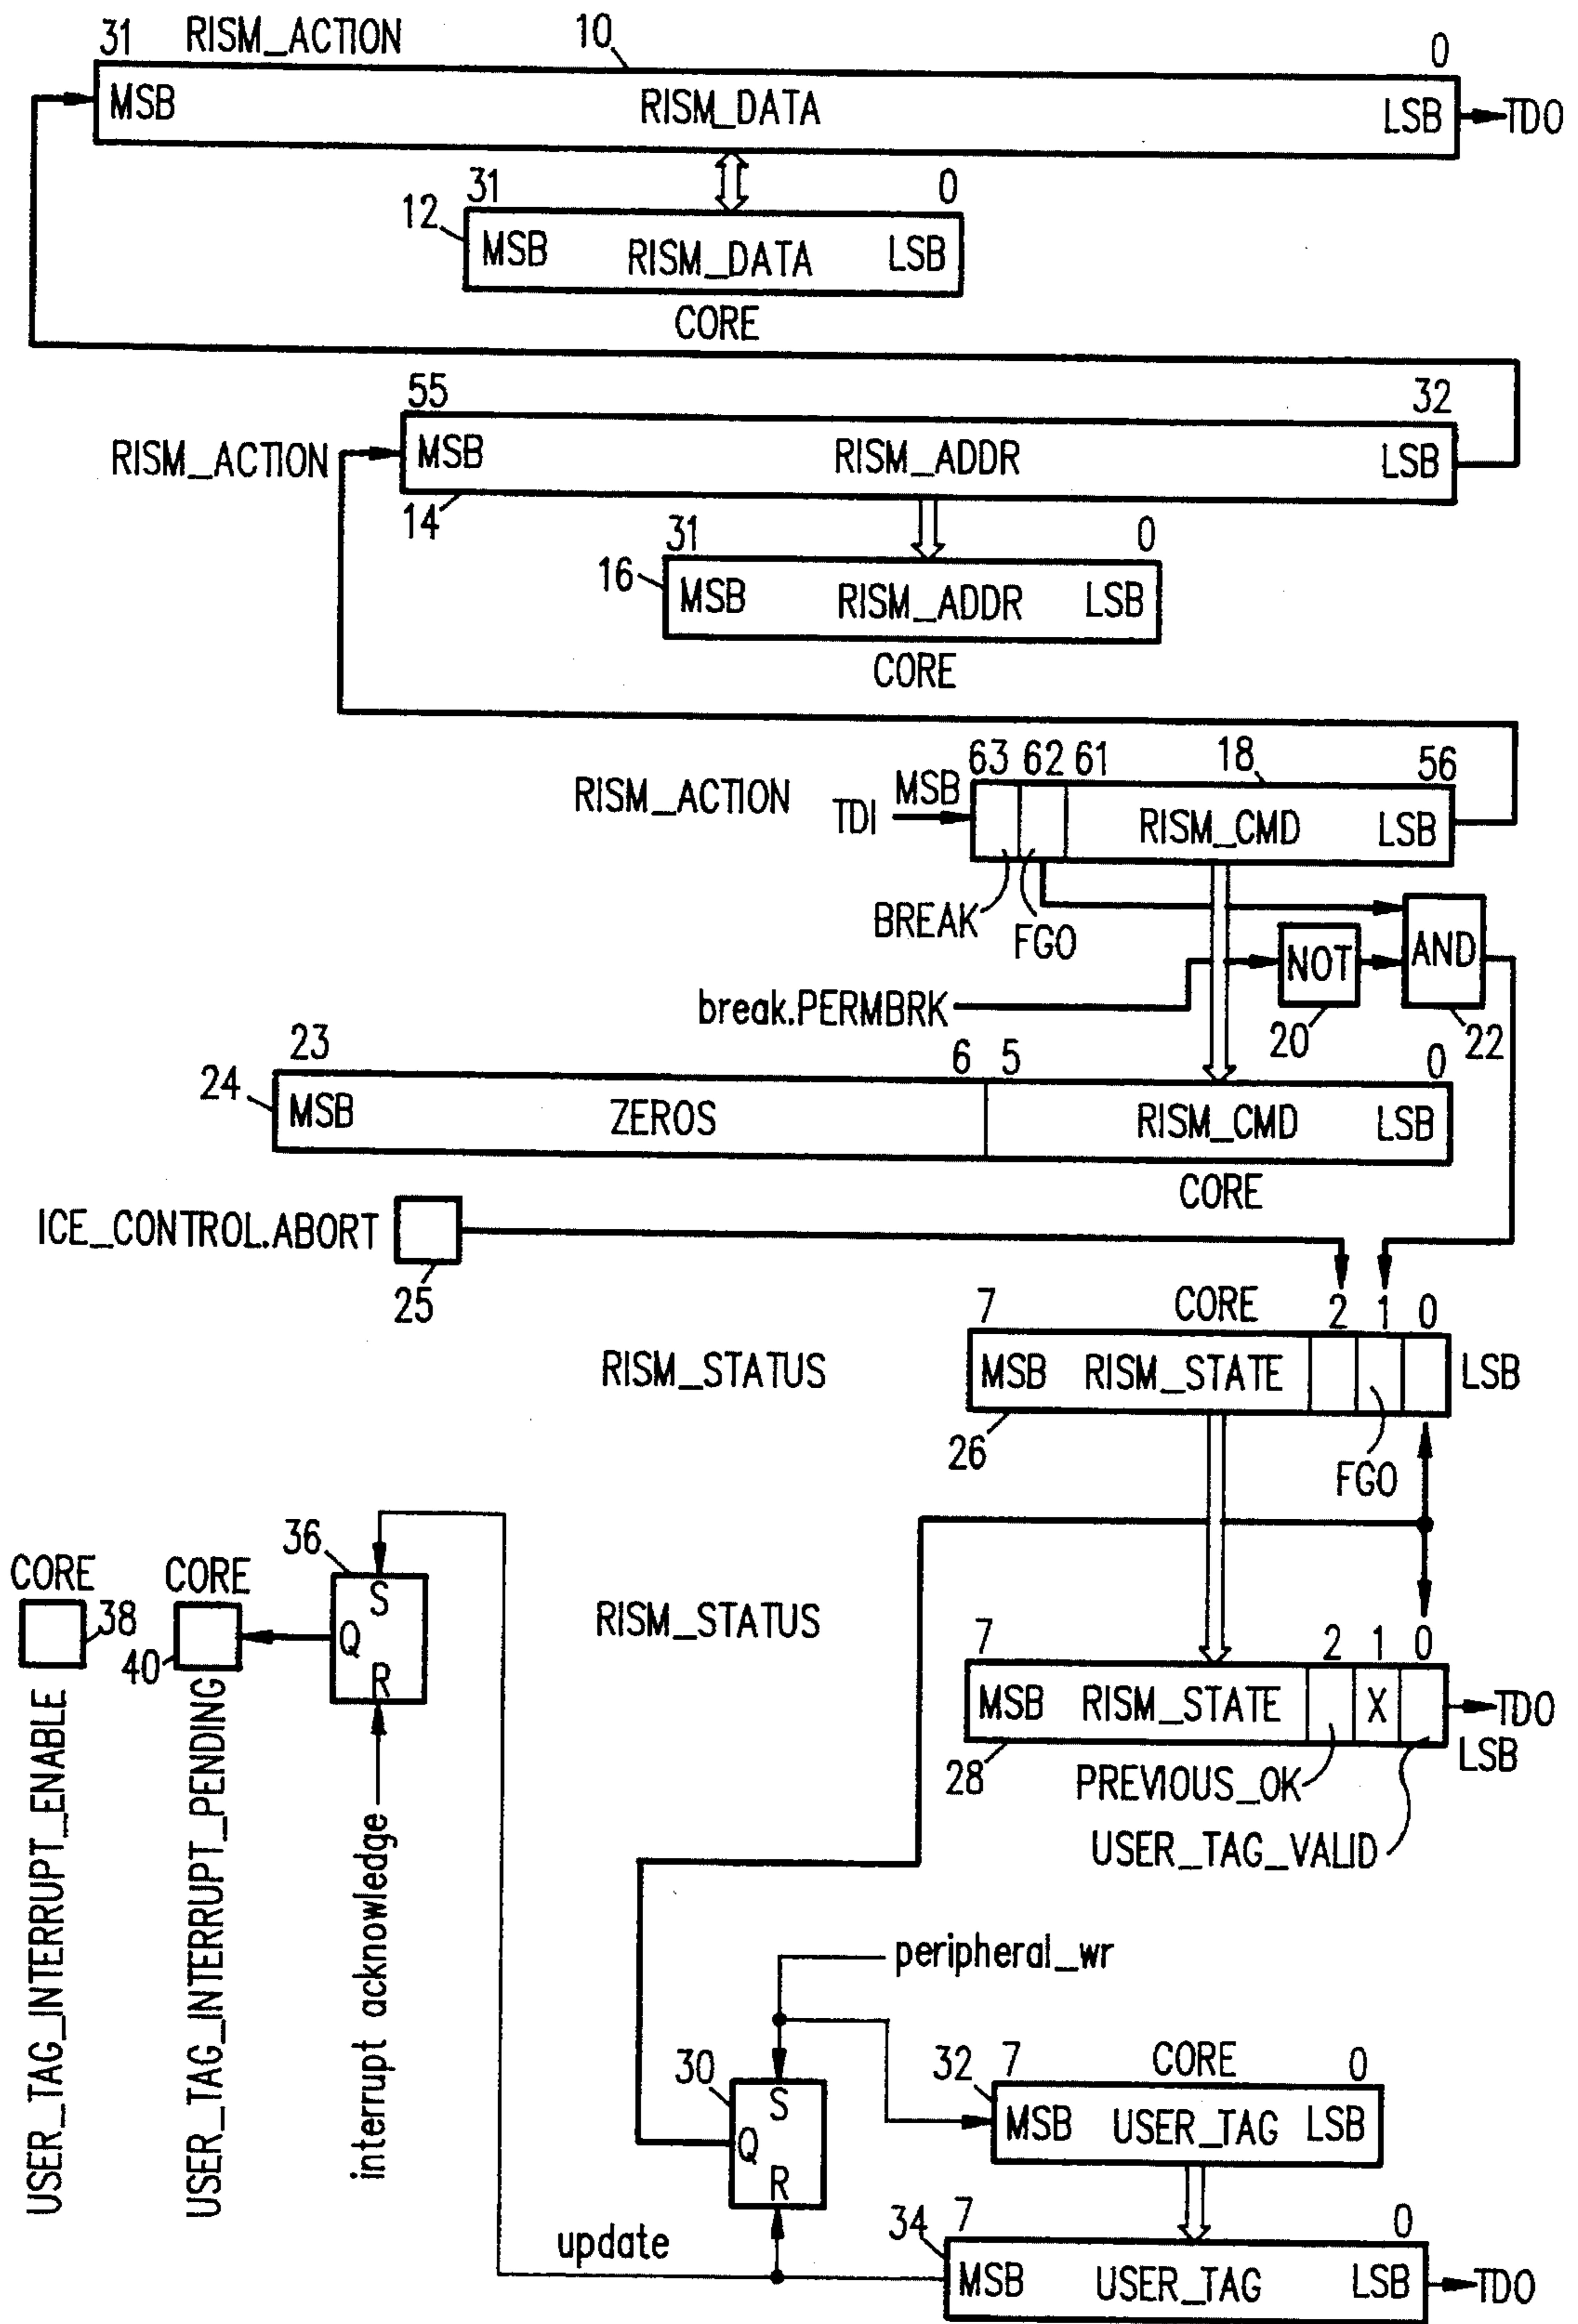 31 RISM_ACTION 10 0
MSB RISM_DATA LSB TDO
31 0
12 MSB RISM_DATA LSB
CORE
55 32
RISM_ACTION MSB RISM_ADDR LSB
14
31 0
16 MSB RISM_ADDR LSB
CORE
63 62 61 18 56
RISM_ACTION TDI MSB RISM_CMD LSB
BREAK FGO
NOT AND
break.PERMBRK
20 22
23 6 5 0
24 MSB ZEROS RISM_CMD LSB
CORE
ICE_CONTROL.ABORT
25
7 CORE 2 1 0
RISM_STATUS MSB RISM_STATE LSB
26 FGO
36
CORE CORE S
38 40 Q
R
RISM_STATUS
7 2 1 0
MSB RISM_STATE X TDO
LSB
28 PREVIOUS_OK
USER_TAG_VALID
USER_TAG_INTERRUPT_ENABLE
USER_TAG_INTERRUPT_PENDING
interrupt acknowledge
peripheral_wr
30 S
Q
R
32 7 CORE 0
MSB USER_TAG LSB
update
34 7 0
MSB USER_TAG LSB TDO